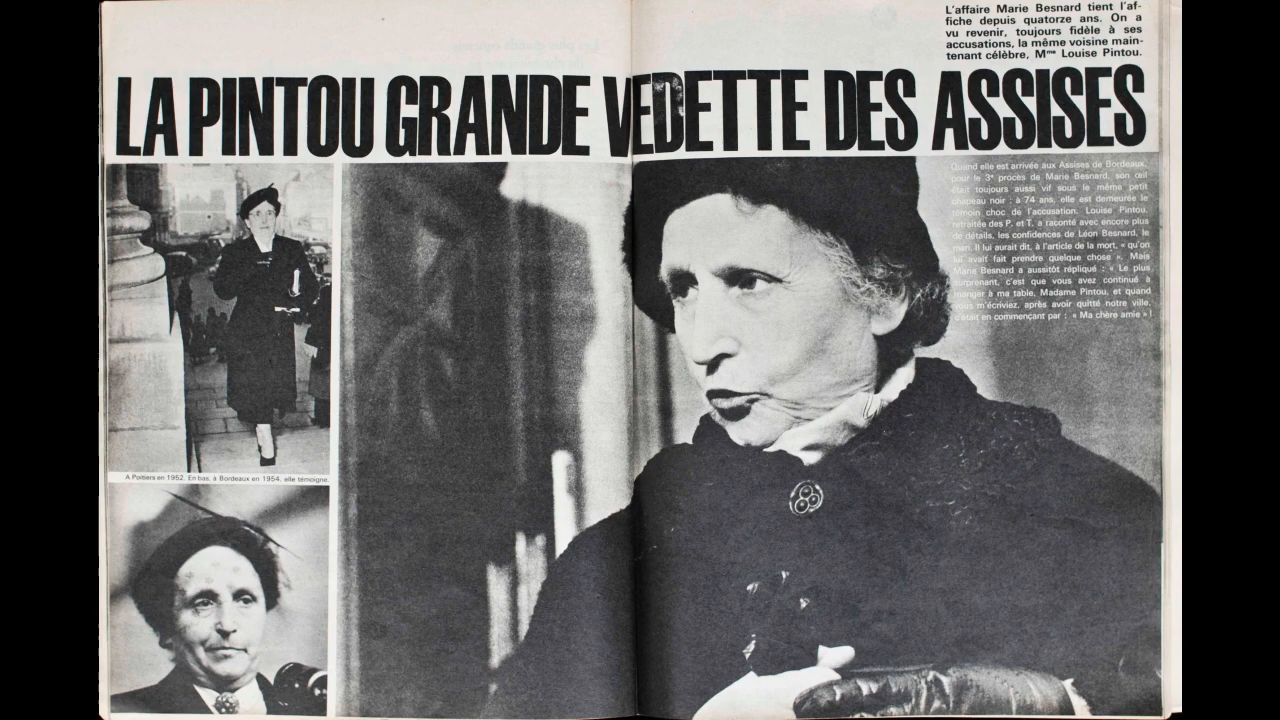 L'affaire Marie Besnard tient l'af-
fiche depuis quatorze ans. On a
vu revenir, toujours fidèle à ses
accusations, la même voisine main-
tenant célèbre, Mme Louise Pintou.
LA PINTOU GRANDE VEDETTE DES ASSISES
Quand elle est arrivée aux Assises de Bordeaux,
pour le 3e procès de Marie Besnard, son œil
était toujours aussi vif sous le même petit
chapeau noir : à 74 ans, elle est demeurée le
témoin choc de l'accusation. Louise Pintou,
retraitée des P. et T. a raconté avec encore plus
de détails, les confidences de Léon Besnard, le
mari. Il lui aurait dit, à l'article de la mort, « qu'on
lui avait fait prendre quelque chose ». Mais
Marie Besnard a aussitôt répliqué : « Le plus
surprenant, c'est que vous avez continué à
manger à ma table, Madame Pintou, et quand
vous m'écriviez, après avoir quitté notre ville,
c'était en commençant par : « Ma chère amie » !
A Poitiers en 1952. En bas, à Bordeaux en 1954, elle témoigne.